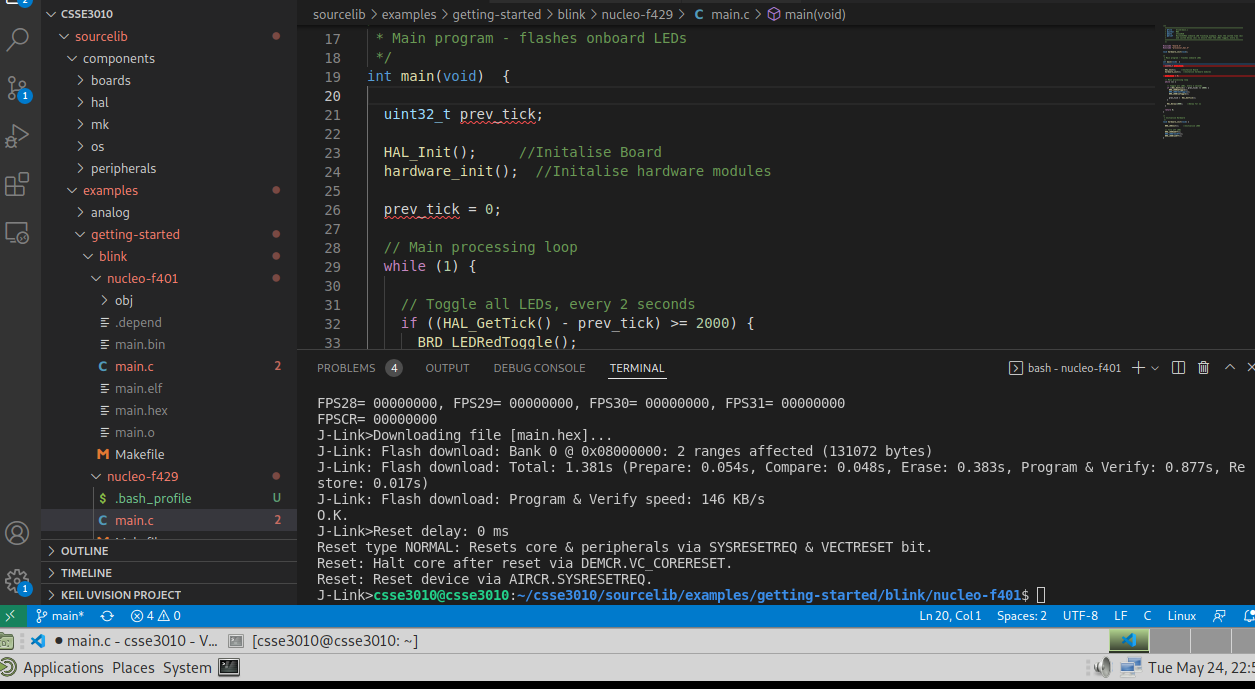 2
CSSE3010
sourcelib
components
boards
hal
mk
os
peripherals
examples
analog
getting-started
blink
nucleo-f401
obj
.depend
main.bin
C main.c 2
main.elf
main.hex
main.o
M Makefile
nucleo-f429
$ .bash_profile U
C main.c 2
OUTLINE
TIMELINE
KEIL UVISION PROJECT
1
1
sourcelib > examples > getting-started > blink > nucleo-f429 > C main.c > main(void)
17 * Main program - flashes onboard LEDs
18 */
19 int main(void) {
20
21 uint32_t prev_tick;
22
23 HAL_Init(); //Initalise Board
24 hardware_init(); //Initalise hardware modules
25
26 prev_tick = 0;
27
28 // Main processing loop
29 while (1) {
30
31 // Toggle all LEDs, every 2 seconds
32 if ((HAL_GetTick() - prev_tick) >= 2000) {
33 BRD_LEDRedToggle();
PROBLEMS 4 OUTPUT DEBUG CONSOLE TERMINAL bash - nucleo-f401
FPS28= 00000000, FPS29= 00000000, FPS30= 00000000, FPS31= 00000000
FPSCR= 00000000
J-Link>Downloading file [main.hex]...
J-Link: Flash download: Bank 0 @ 0x08000000: 2 ranges affected (131072 bytes)
J-Link: Flash download: Total: 1.381s (Prepare: 0.054s, Compare: 0.048s, Erase: 0.383s, Program & Verify: 0.877s, Re
store: 0.017s)
J-Link: Flash download: Program & Verify speed: 146 KB/s
O.K.
J-Link>Reset delay: 0 ms
Reset type NORMAL: Resets core & peripherals via SYSRESETREQ & VECTRESET bit.
Reset: Halt core after reset via DEMCR.VC_CORERESET.
Reset: Reset device via AIRCR.SYSRESETREQ.
J-Link>csse3010@csse3010:~/csse3010/sourcelib/examples/getting-started/blink/nucleo-f401$
main* 4 0 Ln 20, Col 1 Spaces: 2 UTF-8 LF C Linux
main.c - csse3010 - V... [csse3010@csse3010: ~]
Applications Places System Tue May 24, 22:5